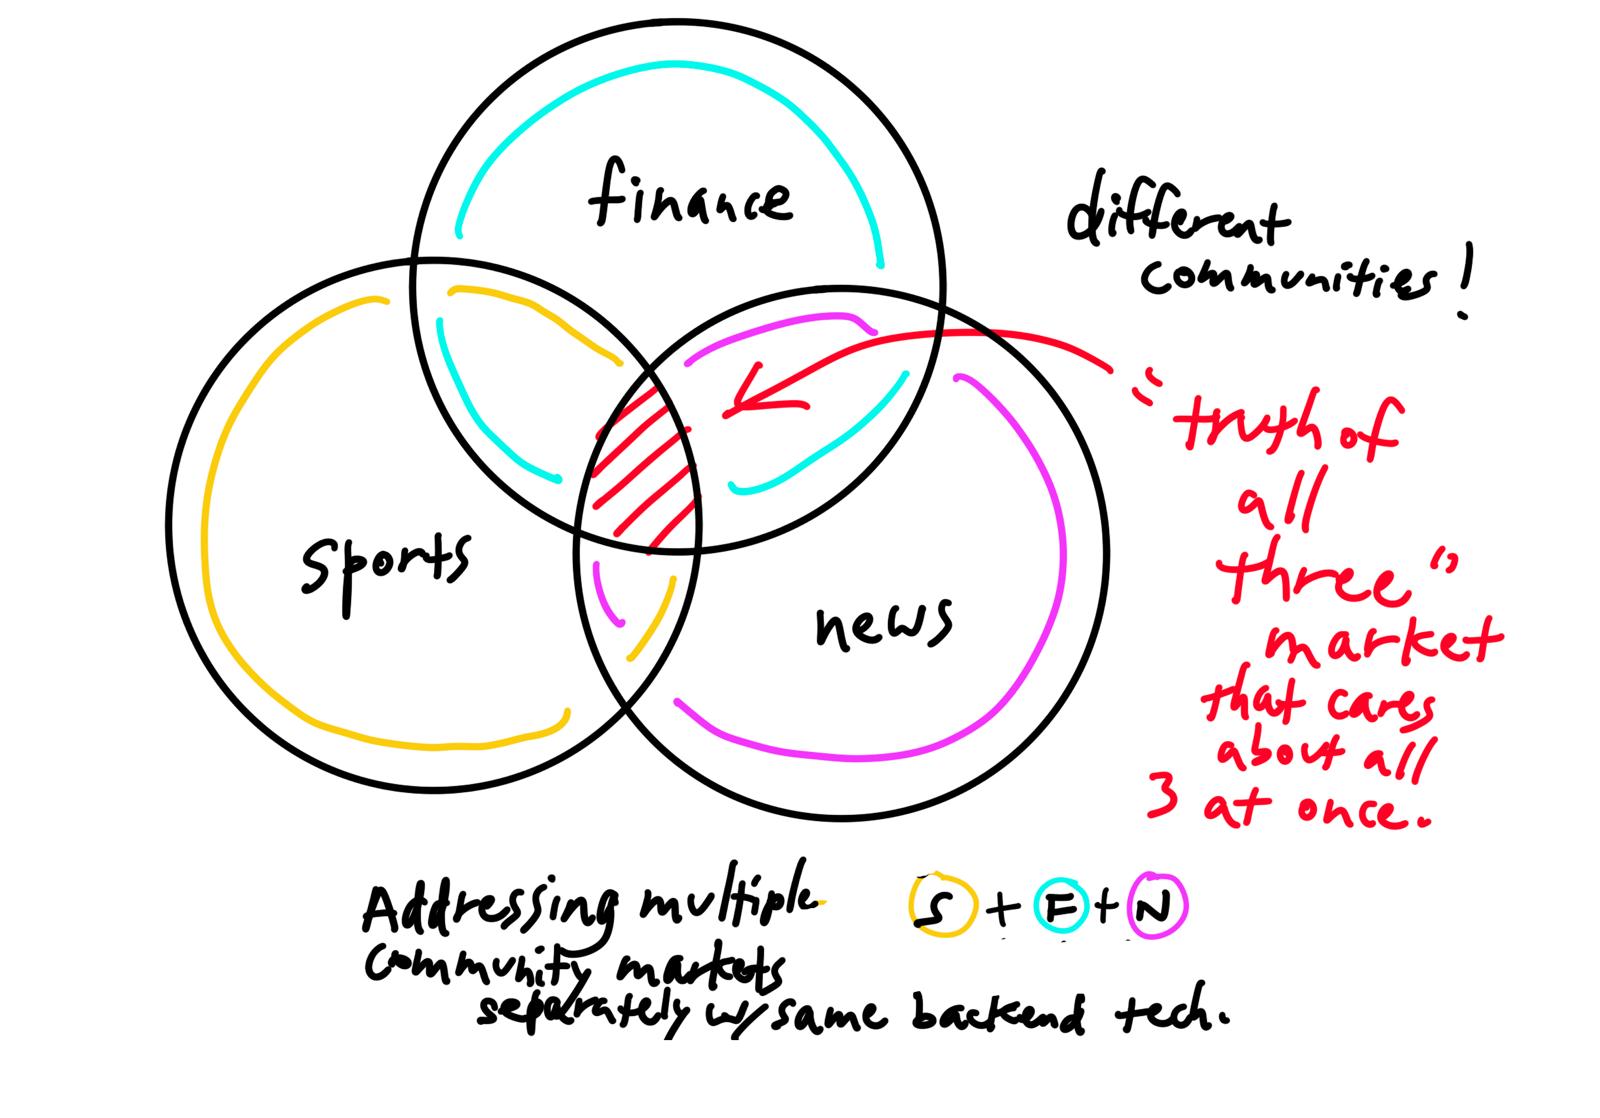 finance
different
communities!
"truth of
all
three"
market
that cares
about all
3 at once.
sports
news
Addressing multiple
community markets
separately w/ same backend tech.
S + F + N